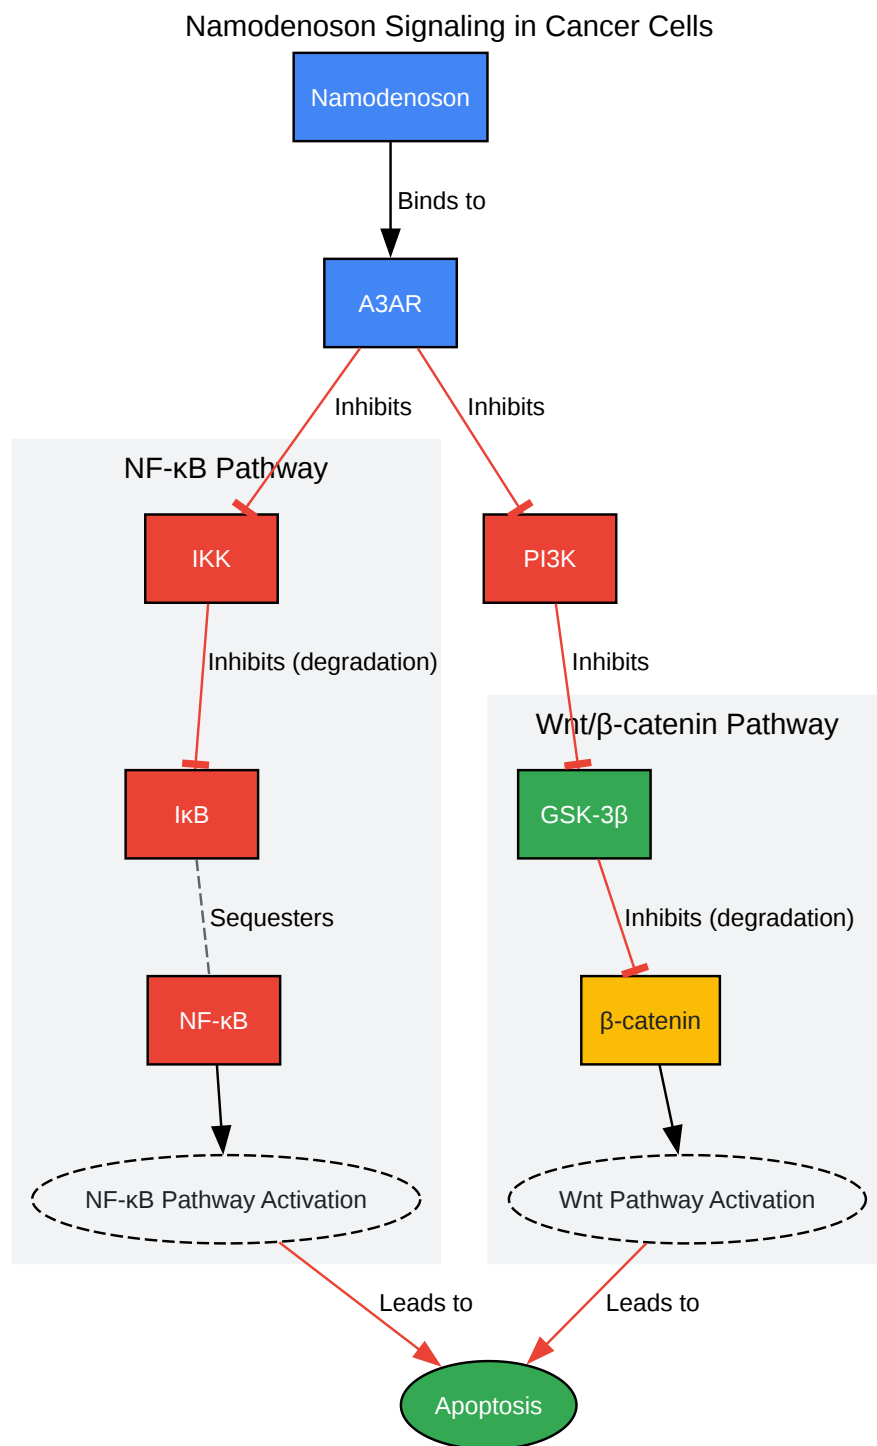 Namodenoson Signaling in Cancer Cells
Namodenoson
Binds to
A3AR
Inhibits
Inhibits
NF-κB Pathway
IKK
PI3K
Inhibits (degradation)
Inhibits
Wnt/β-catenin Pathway
IκB
GSK-3β
Sequesters
Inhibits (degradation)
NF-κB
β-catenin
NF-κB Pathway Activation
Wnt Pathway Activation
Leads to
Leads to
Apoptosis